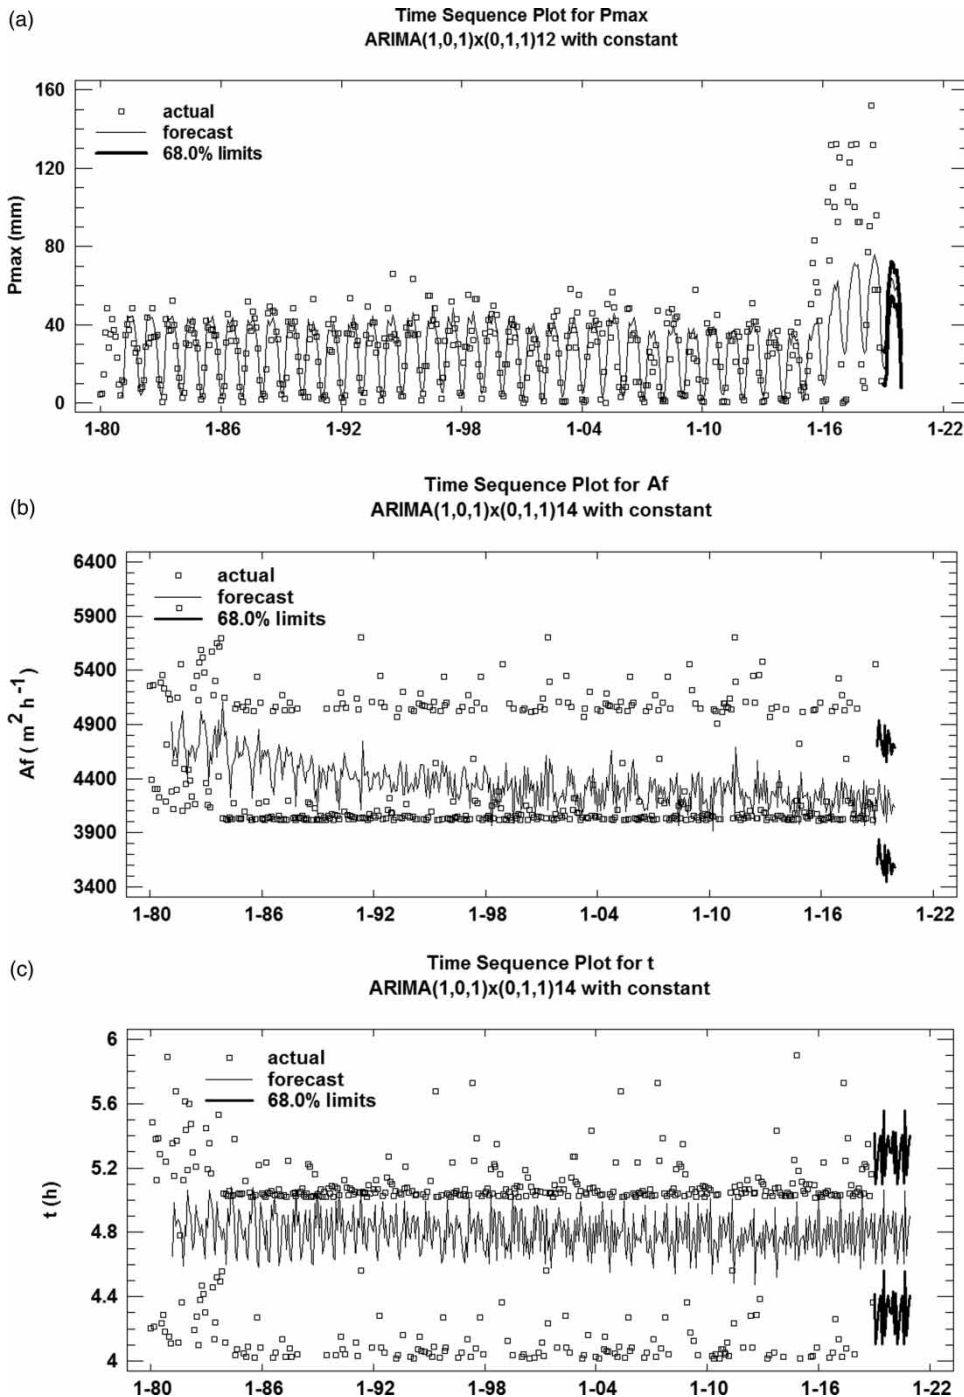 (a)
Time Sequence Plot for Pmax
ARIMA(1,0,1)x(0,1,1)12 with constant
160
120
80
40
0
Pmax (mm)
actual
forecast
68.0% limits
1-80 1-86 1-92 1-98 1-04 1-10 1-16 1-22
(b)
Time Sequence Plot for Af
ARIMA(1,0,1)x(0,1,1)14 with constant
6400
5900
5400
4900
4400
3900
3400
Af ( m² h⁻¹)
actual
forecast
68.0% limits
1-80 1-86 1-92 1-98 1-04 1-10 1-16 1-22
(c)
Time Sequence Plot for t
ARIMA(1,0,1)x(0,1,1)14 with constant
6
5.6
5.2
4.8
4.4
4
t (h)
actual
forecast
68.0% limits
1-80 1-86 1-92 1-98 1-04 1-10 1-16 1-22